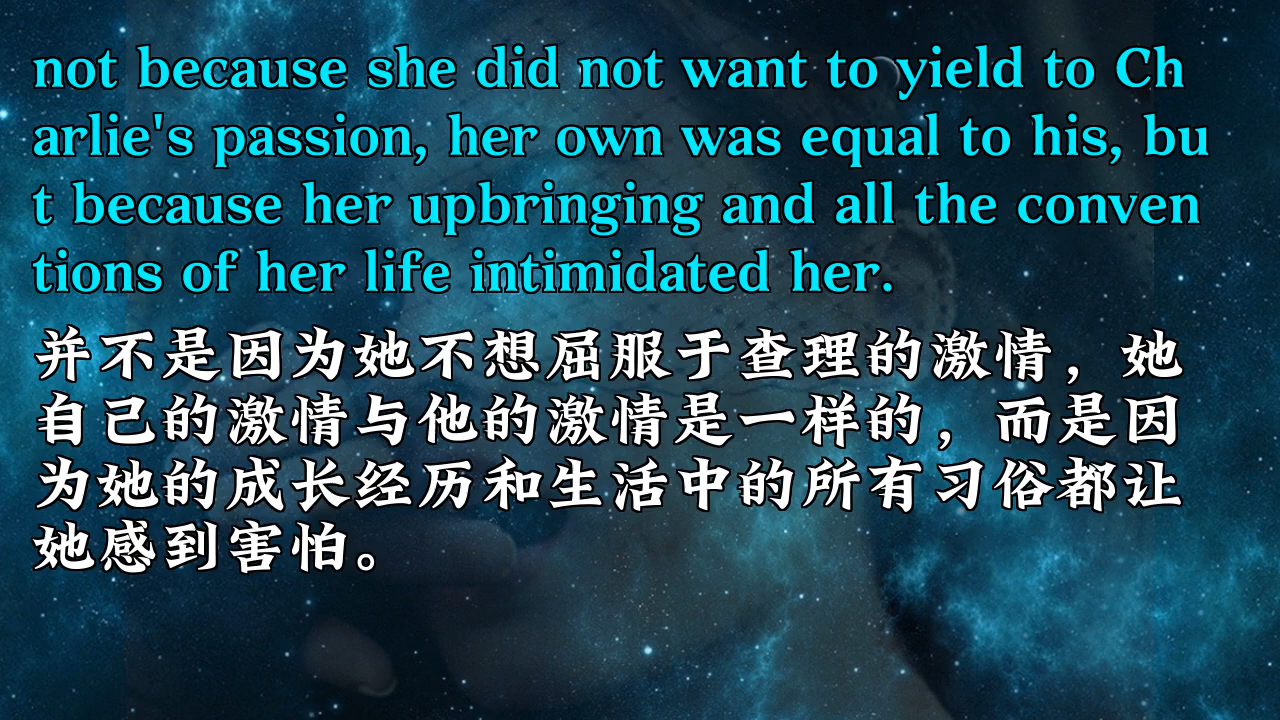 not because she did not want to yield to Ch
arlie's passion, her own was equal to his, bu
t because her upbringing and all the conven
tions of her life intimidated her.
并不是因为她不想屈服于查理的激情，她
自己的激情与他的激情是一样的，而是因
为她的成长经历和生活中的所有习俗都让
她感到害怕。